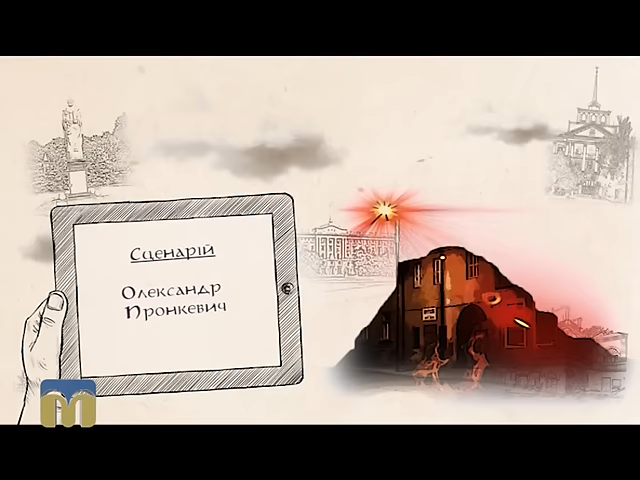 Сценарій
Олександр
Пронкевич
М